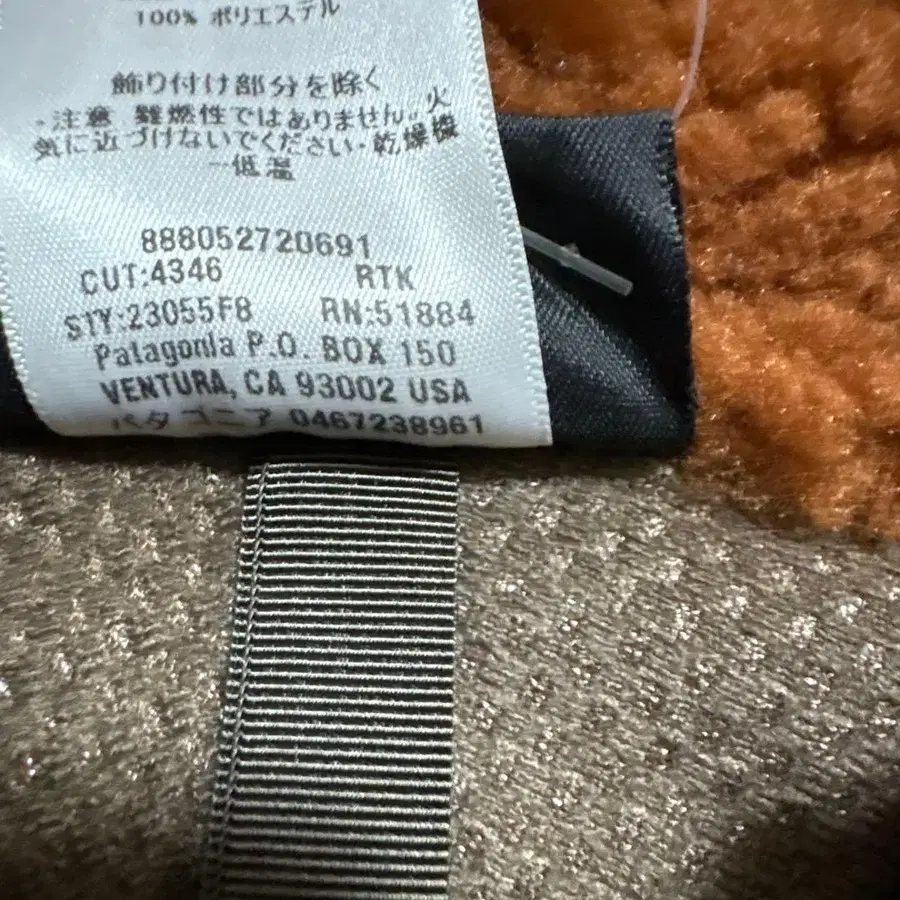 100% ポリエステル
飾り付け部分を除く
・注意 難燃性ではありません。火
気に近づけないでください・乾燥機
ー低温
888052720691
CUT:4346 RTK
STY:23055F8 RN:51884
Patagonia P.O. BOX 150
VENTURA, CA 93002 USA
パタゴニア 0467238961